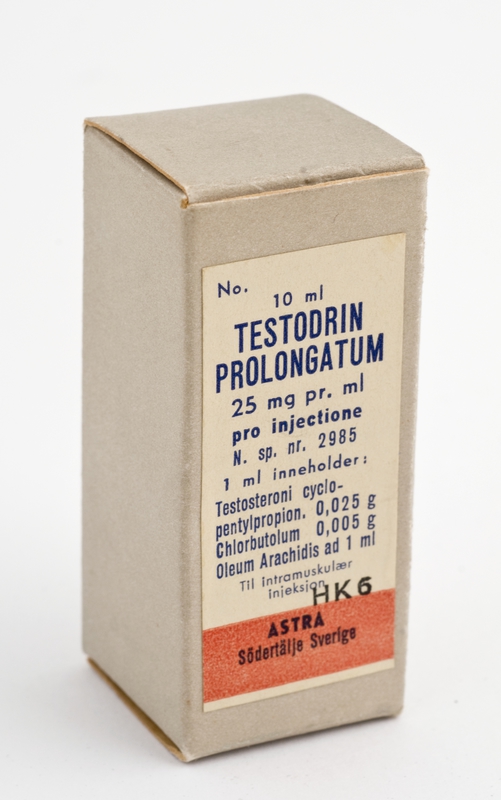 No.
10 ml
TESTODRIN
PROLONGATUM
25 mg pr. ml
pro injectione
N. sp. nr. 2985
1 ml inneholder:
Testosteroni cyclo-
pentylpropion. 0,025 g
Chlorbutolum 0,005 g
Oleum Arachidis ad 1 ml
Til intramuskulær
injeksjon
HK6
ASTRA
Södertälje Sverige